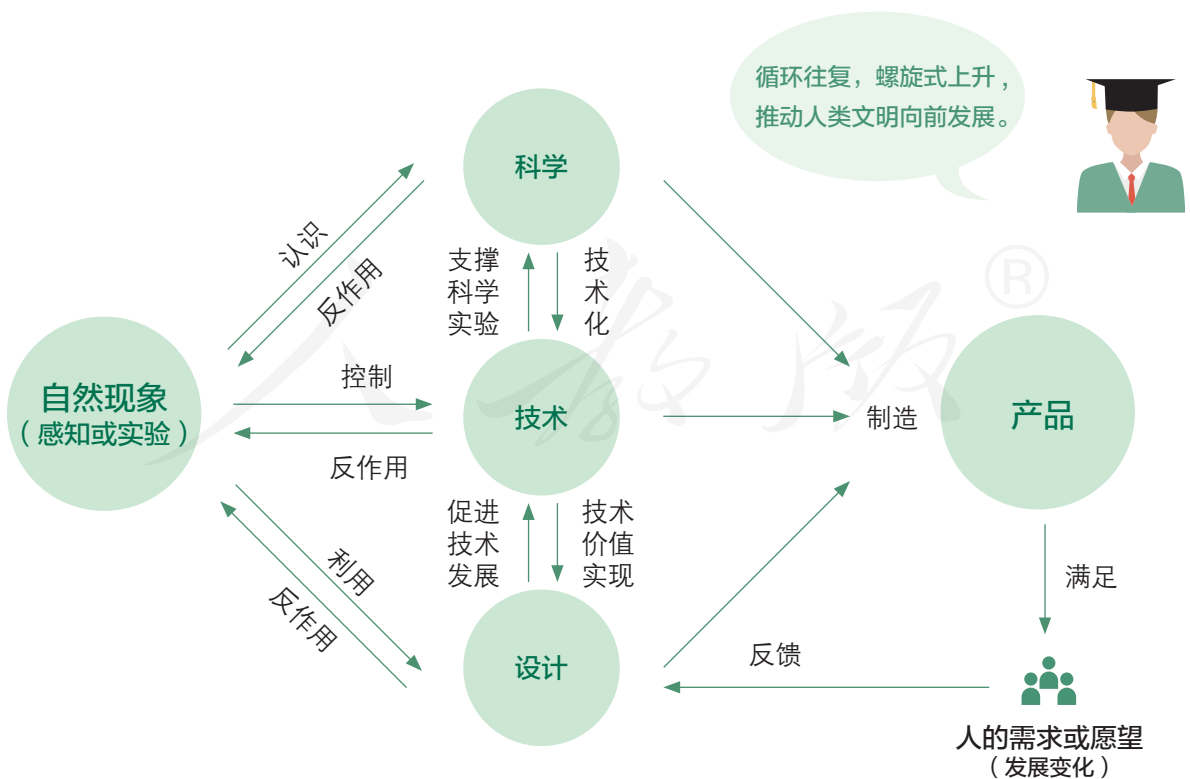 循环往复，螺旋式上升，
推动人类文明向前发展。
科学
认识
反作用
支撑
科学
实验
技
术
化
自然现象
（感知或实验）
控制
反作用
技术
制造
产品
促进
技术
发展
技术
价值
实现
利用
反作用
设计
满足
反馈
人的需求或愿望
（发展变化）
人教版®